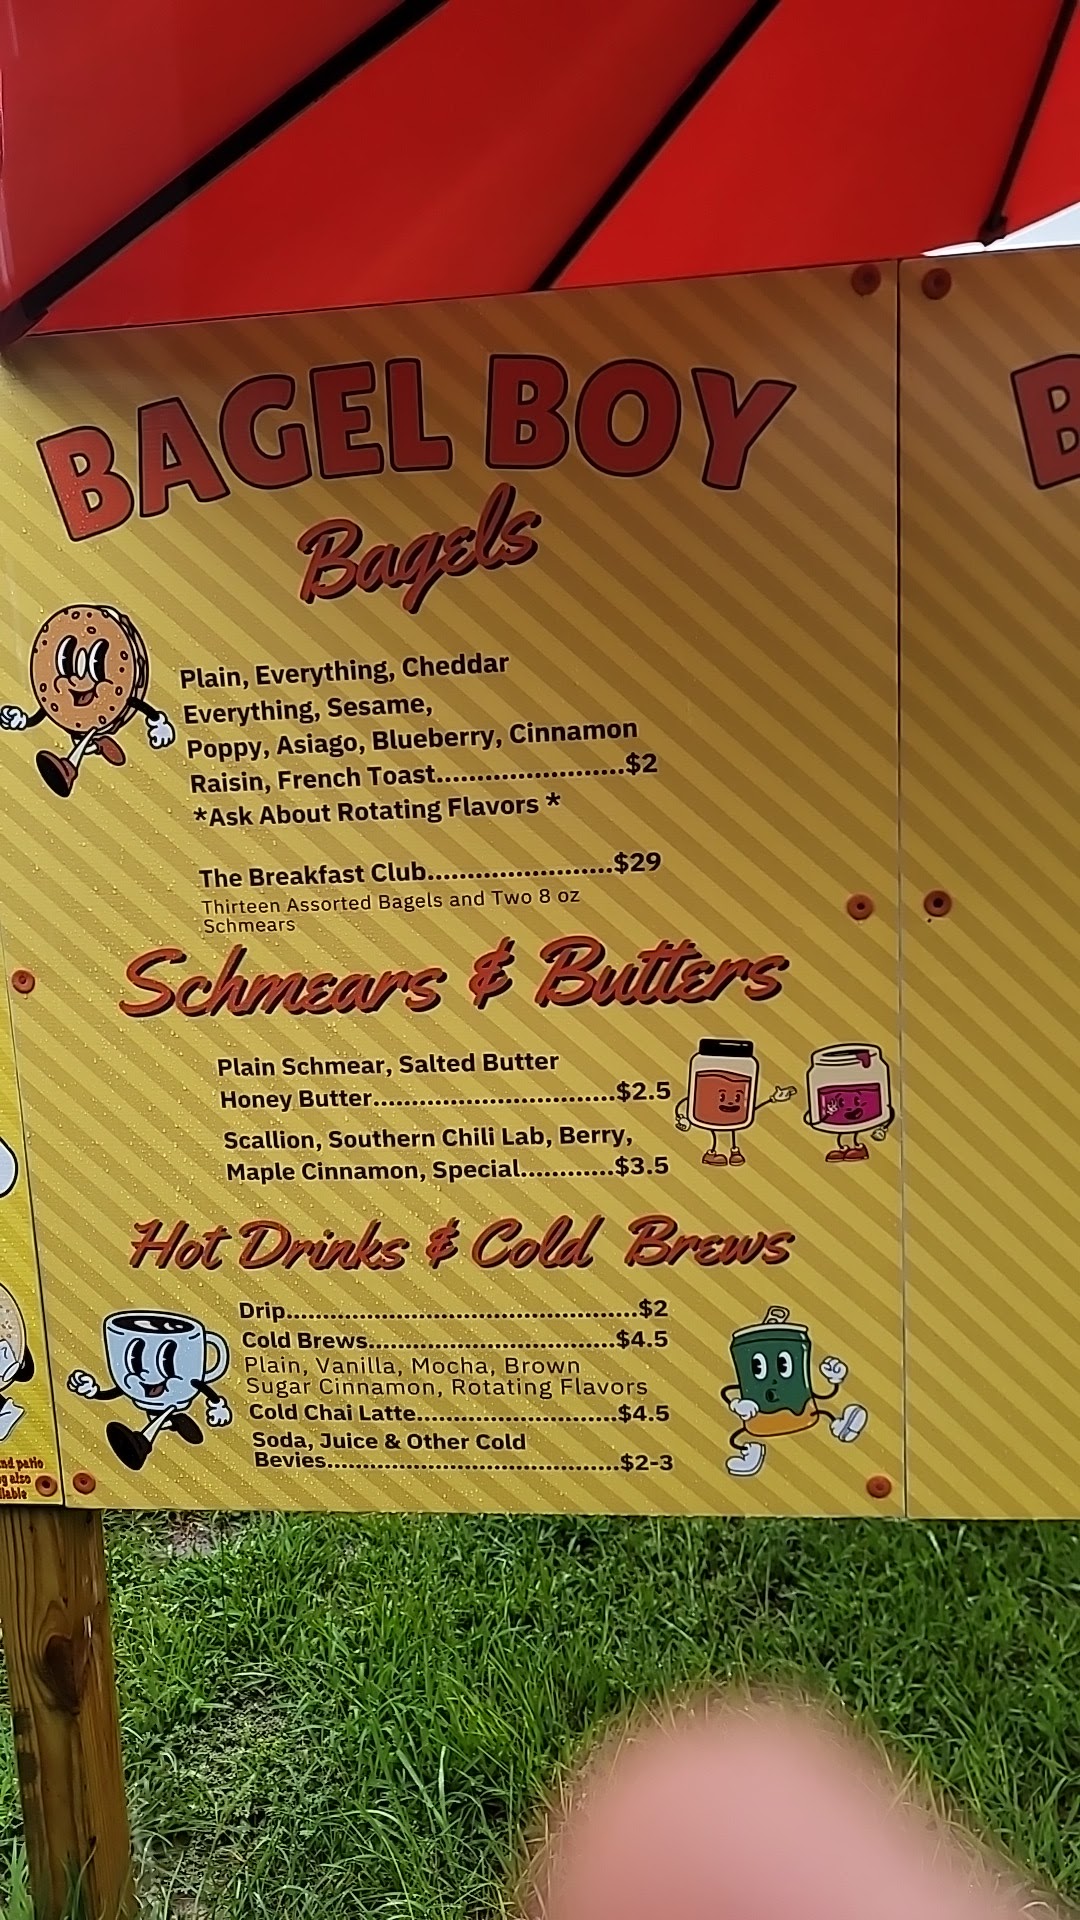 BAGEL BOY
Bagels
Plain, Everything, Cheddar
Everything, Sesame,
Poppy, Asiago, Blueberry, Cinnamon
Raisin, French Toast........................$2
*Ask About Rotating Flavors *
The Breakfast Club.......................$29
Thirteen Assorted Bagels and Two 8 oz
Schmears
Schmears & Butters
Plain Schmear, Salted Butter
Honey Butter..............................$2.5
Scallion, Southern Chili Lab, Berry,
Maple Cinnamon, Special............$3.5
Hot Drinks & Cold Brews
Drip............................................$2
Cold Brews...............................$4.5
Plain, Vanilla, Mocha, Brown
Sugar Cinnamon, Rotating Flavors
Cold Chai Latte.........................$4.5
Soda, Juice & Other Cold
Bevies.....................................$2-3
patio
also
B